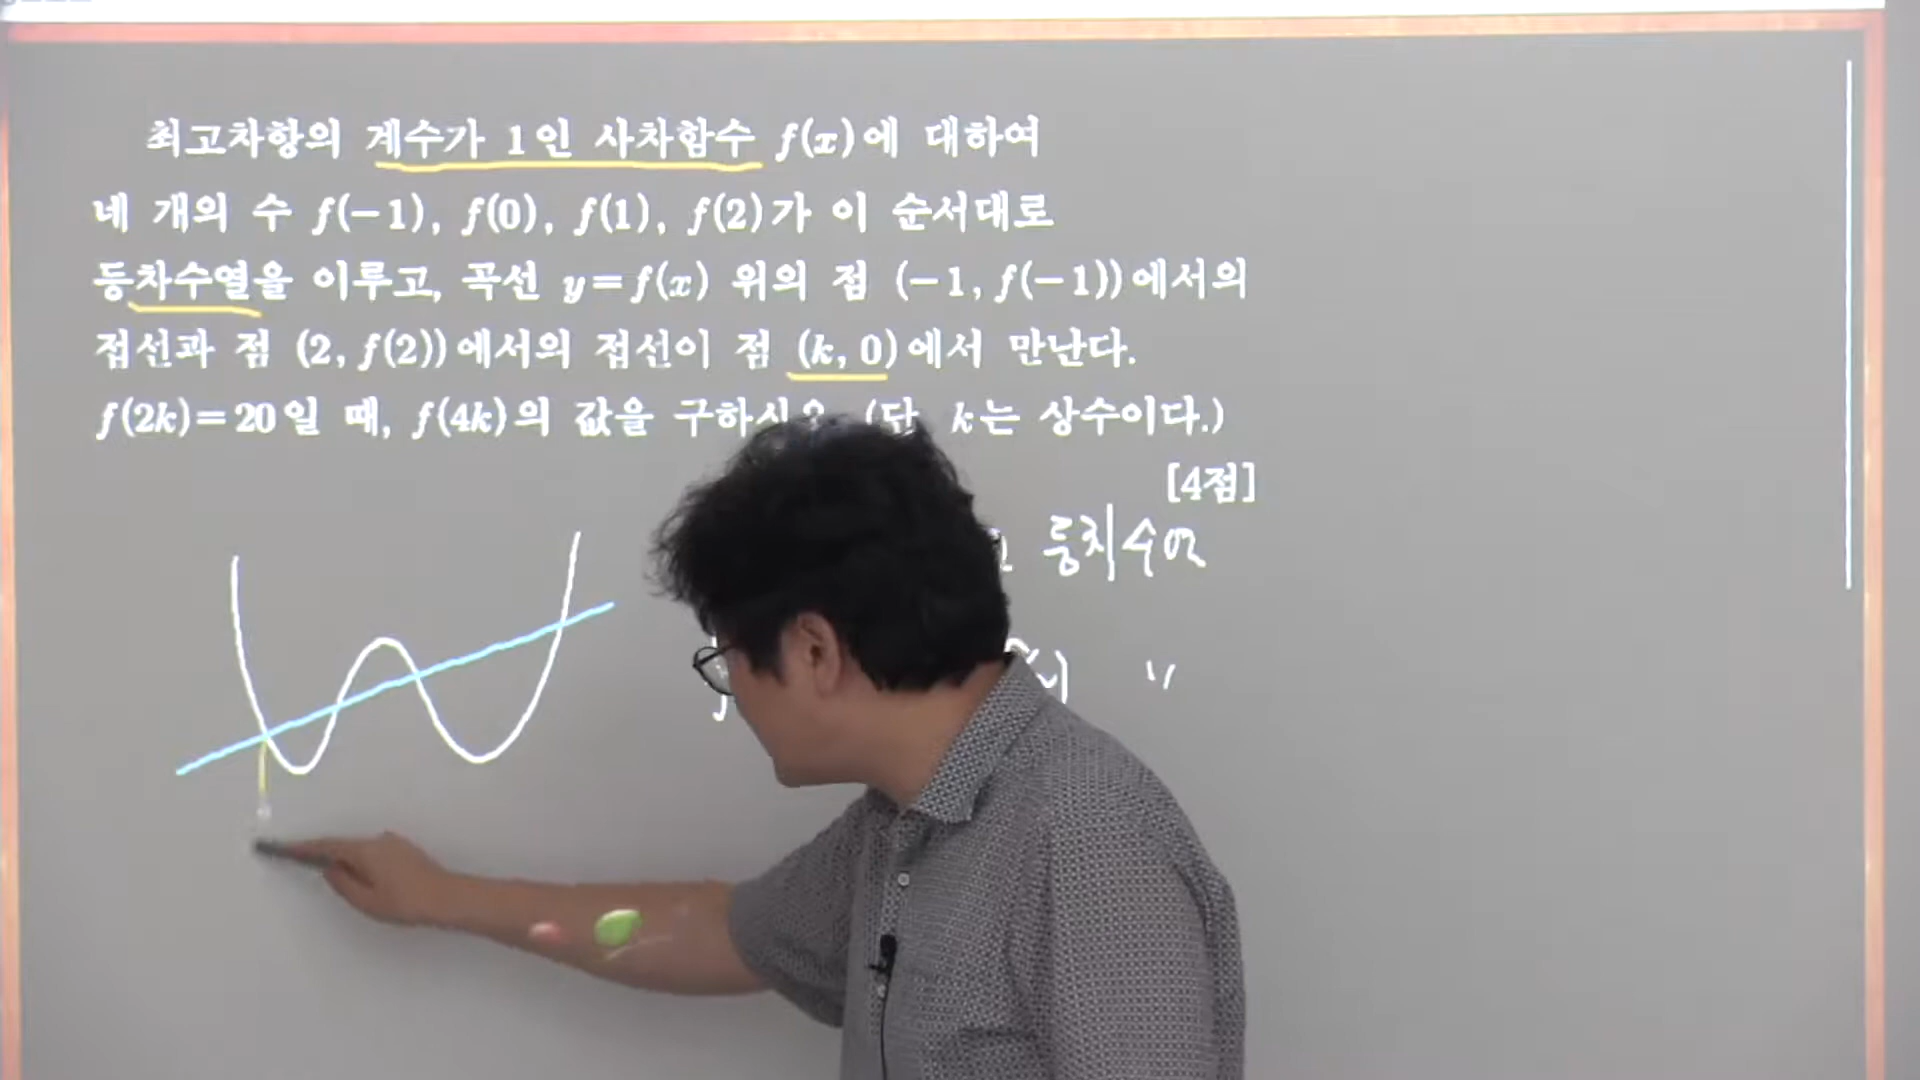 최고차항의 계수가 1인 사차함수 f(x)에 대하여
네 개의 수 f(−1), f(0), f(1), f(2)가 이 순서대로
등차수열을 이루고, 곡선 y=f(x) 위의 점 (−1, f(−1))에서의
접선과 점 (2, f(2))에서의 접선이 점 (k, 0)에서 만난다.
f(2k)=20일 때, f(4k)의 값을 구하시오. (단, k는 상수이다.)
[4점]
등차수열